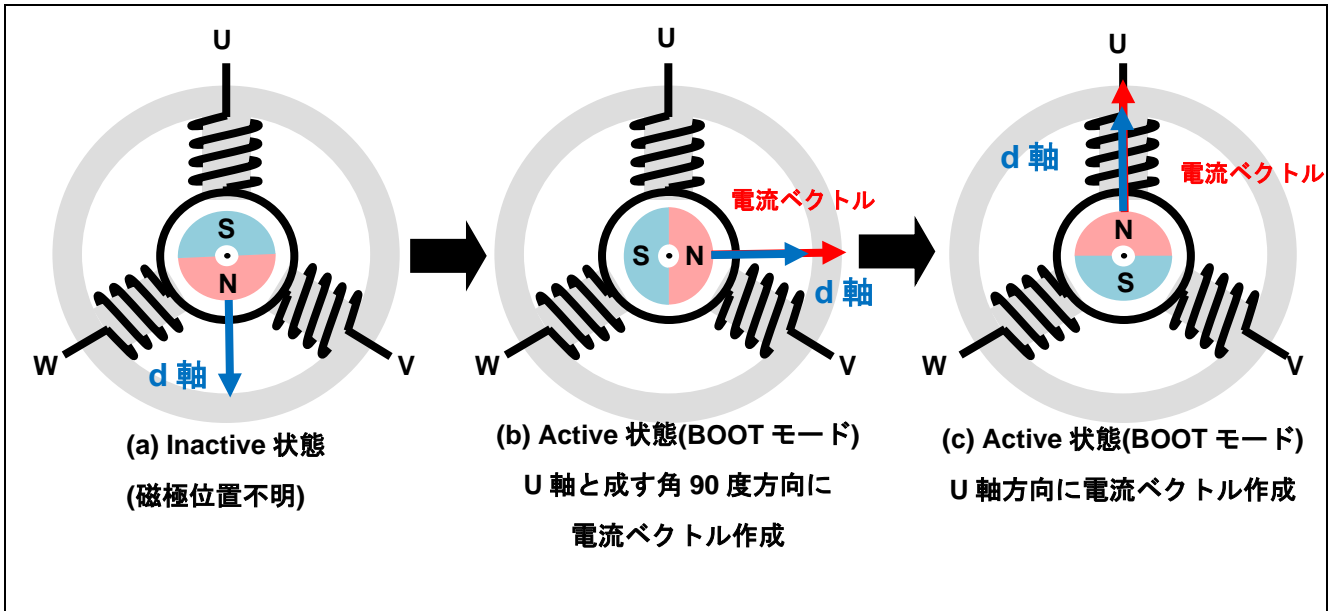 U
S
N
W
V
d 軸
(a) Inactive 状態
(磁極位置不明)
U
電流ベクトル
S
N
d 軸
W
V
(b) Active 状態(BOOT モード)
U 軸と成す角 90 度方向に
電流ベクトル作成
U
d 軸
電流ベクトル
N
S
W
V
(c) Active 状態(BOOT モード)
U 軸方向に電流ベクトル作成